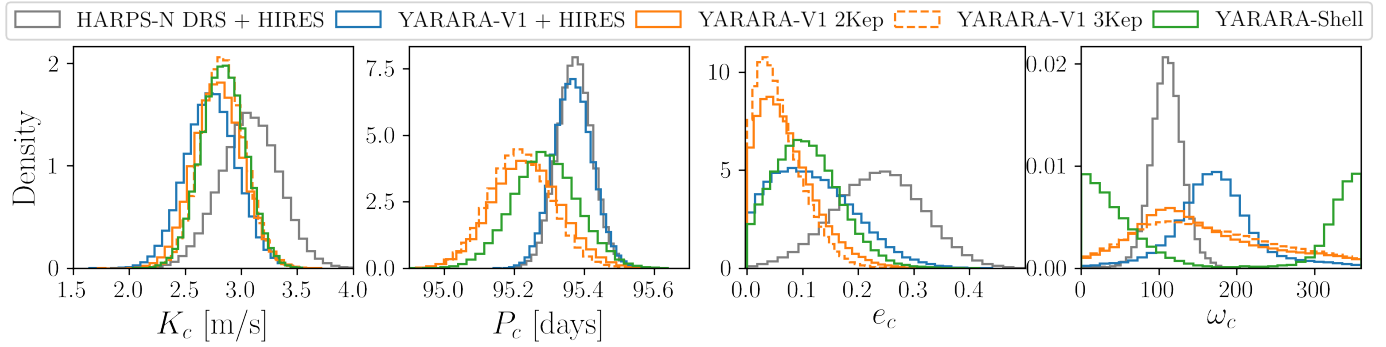 HARPS-N DRS + HIRES YARARA-V1 + HIRES YARARA-V1 2Kep YARARA-V1 3Kep YARARA-Shell
Density
0 1 2
1.5 2.0 2.5 3.0 3.5 4.0
K_c [m/s]
0.0 2.5 5.0 7.5
95.0 95.2 95.4 95.6
P_c [days]
0 5 10
0.0 0.1 0.2 0.4
e_c
0.00 0.01 0.02
0 100 200 300
ω_c